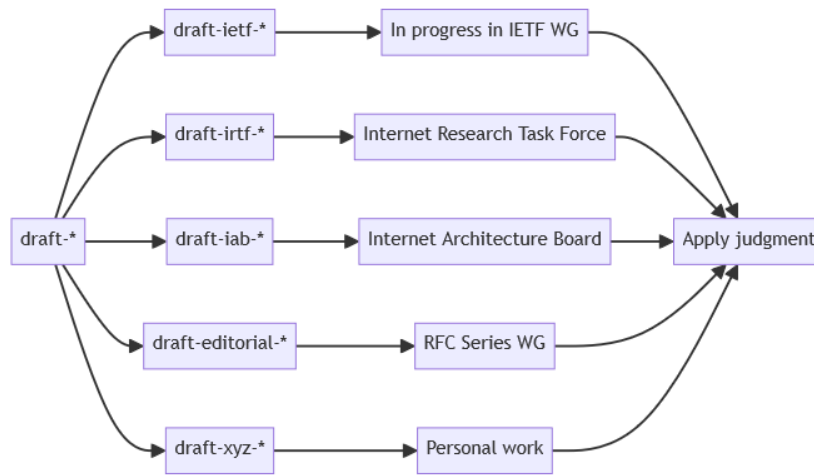 draft-ietf-*
In progress in IETF WG
draft-irtf-*
Internet Research Task Force
draft-*
draft-iab-*
Internet Architecture Board
Apply judgment
draft-editorial-*
RFC Series WG
draft-xyz-*
Personal work